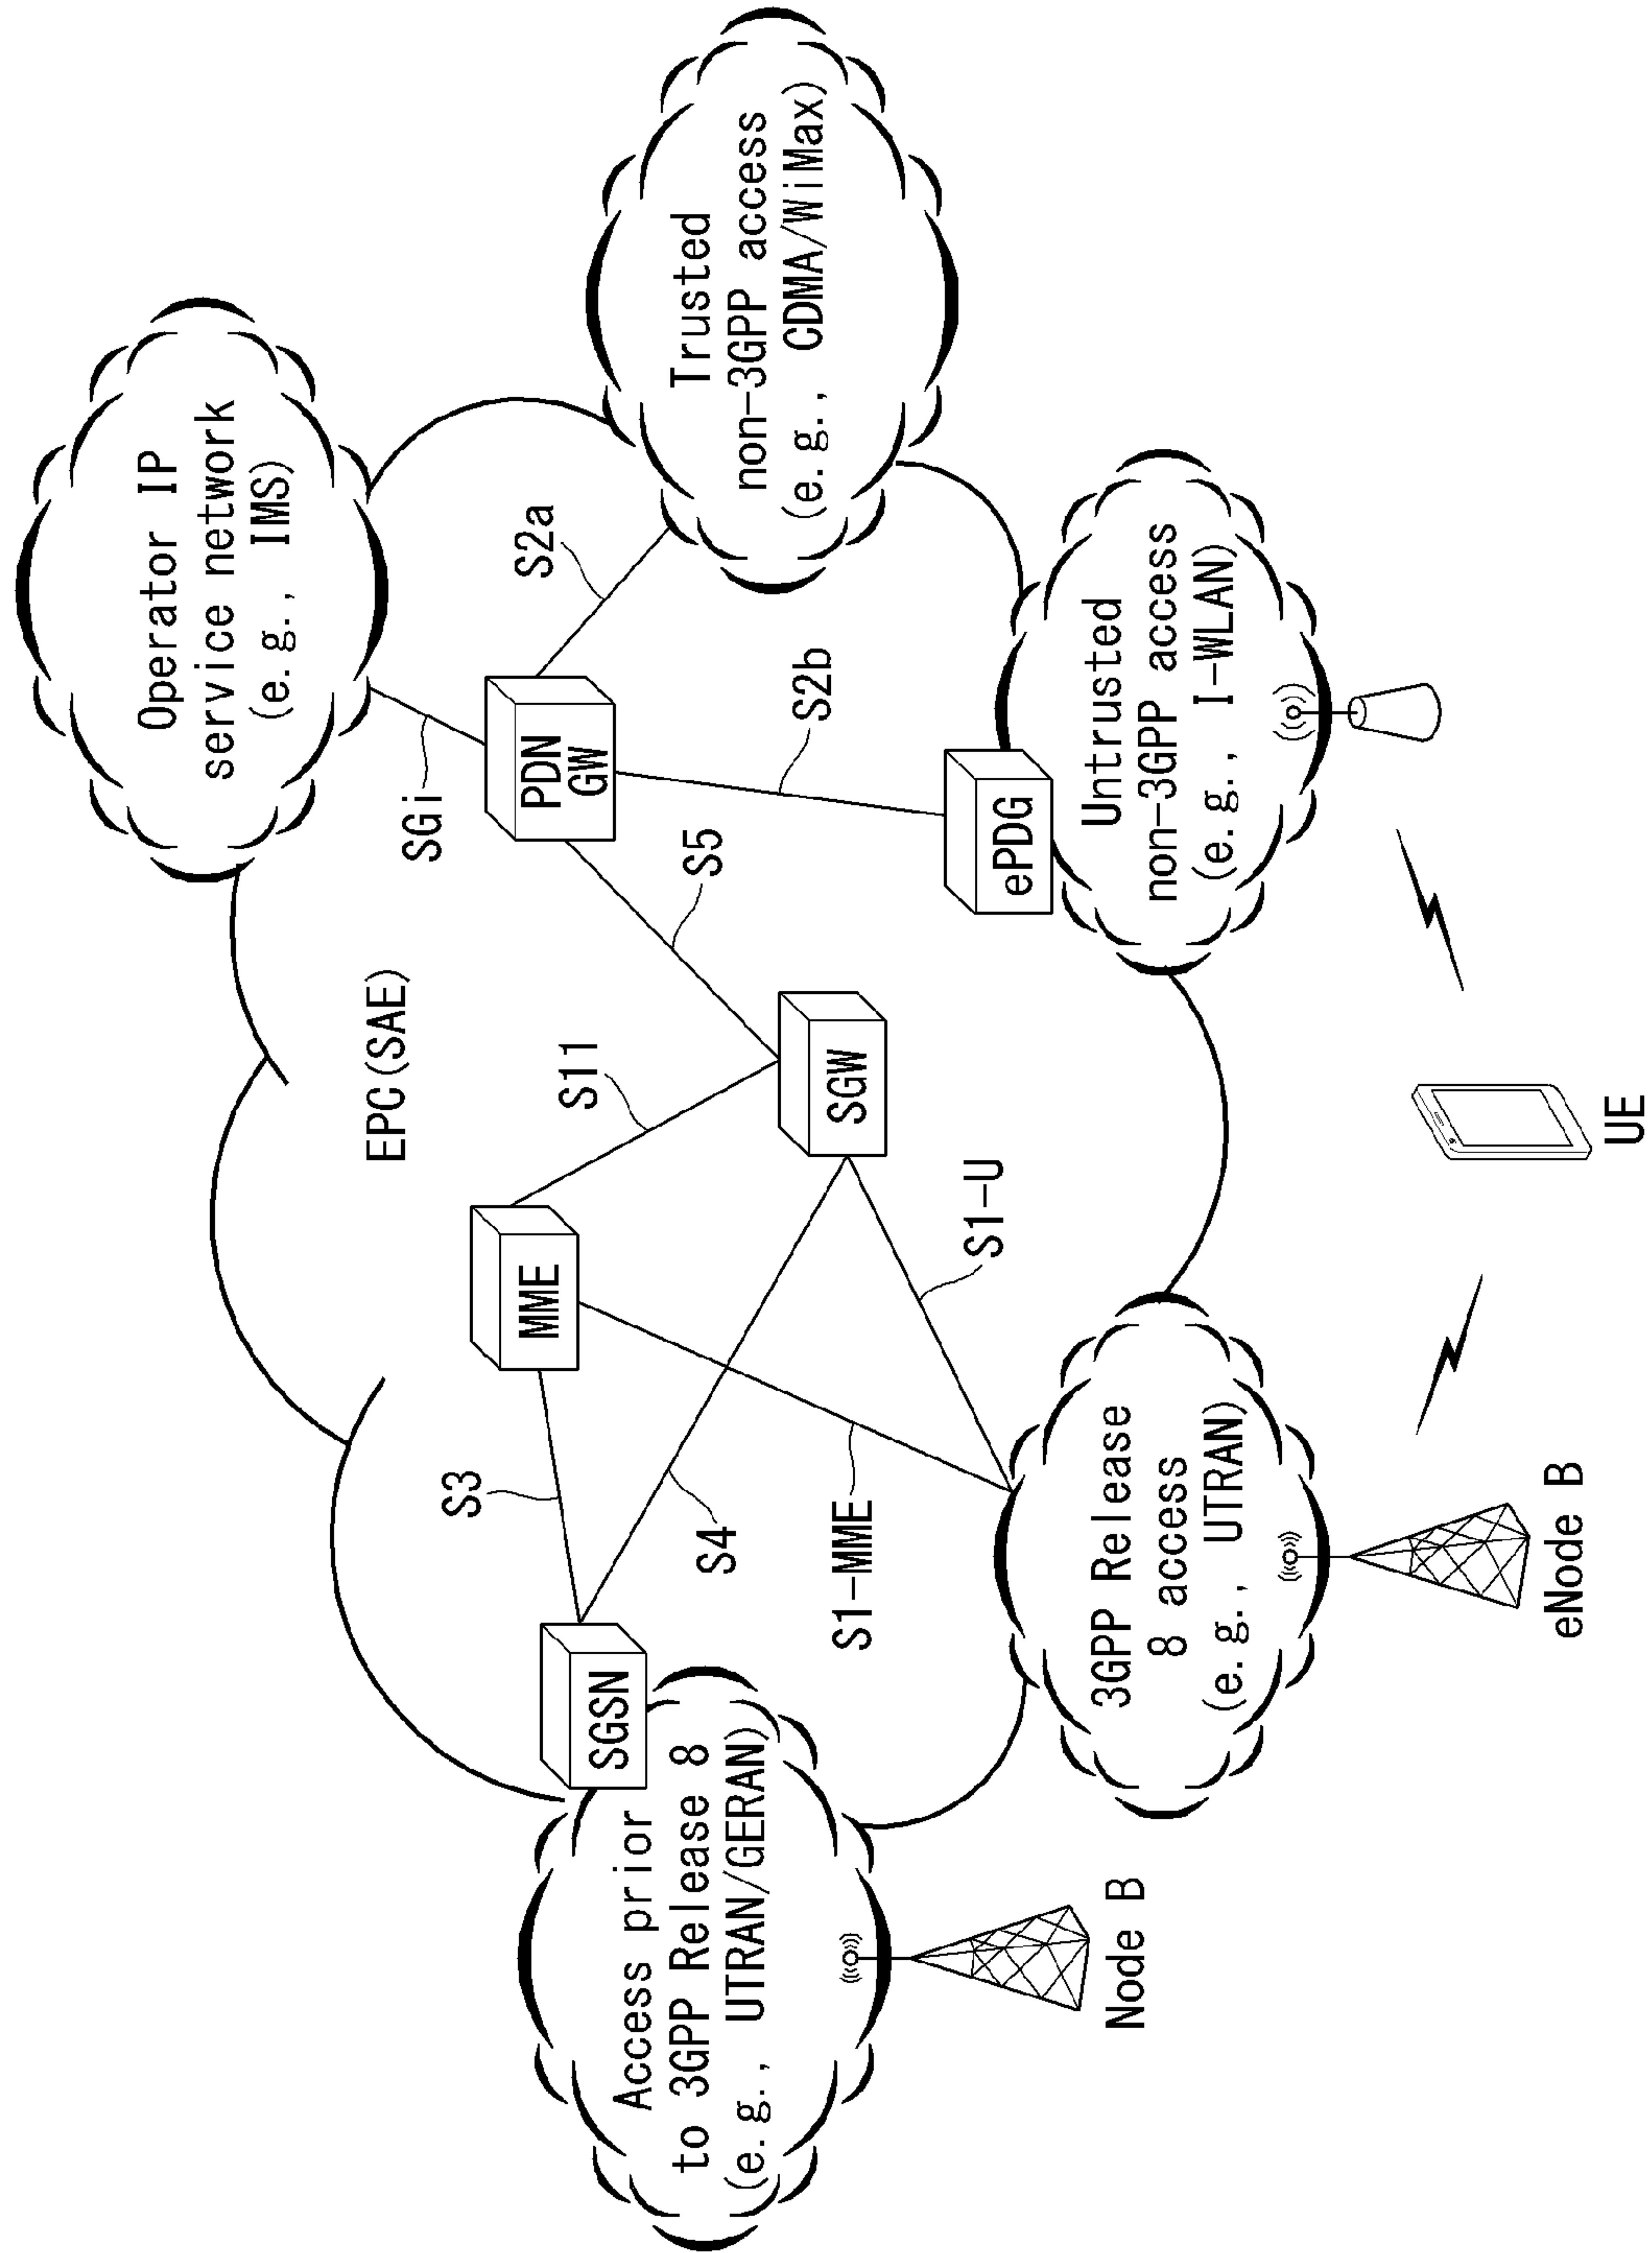 Operator IP
service network
(e.g., IMS)
EPC(SAE)
SGi
S2a
Trusted
non-3GPP access
(e.g., CDMA/WiMax)
PDN
GW
S2b
S5
S11
MME
SGW
S3
S4
S1-MME
S1-U
SGSN
ePDG
Access prior
to 3GPP Release 8
(e.g., UTRAN/GERAN)
3GPP Release
8 access
(e.g., UTRAN)
Untrusted
non-3GPP access
(e.g., I-WLAN)
Node B
eNode B
UE